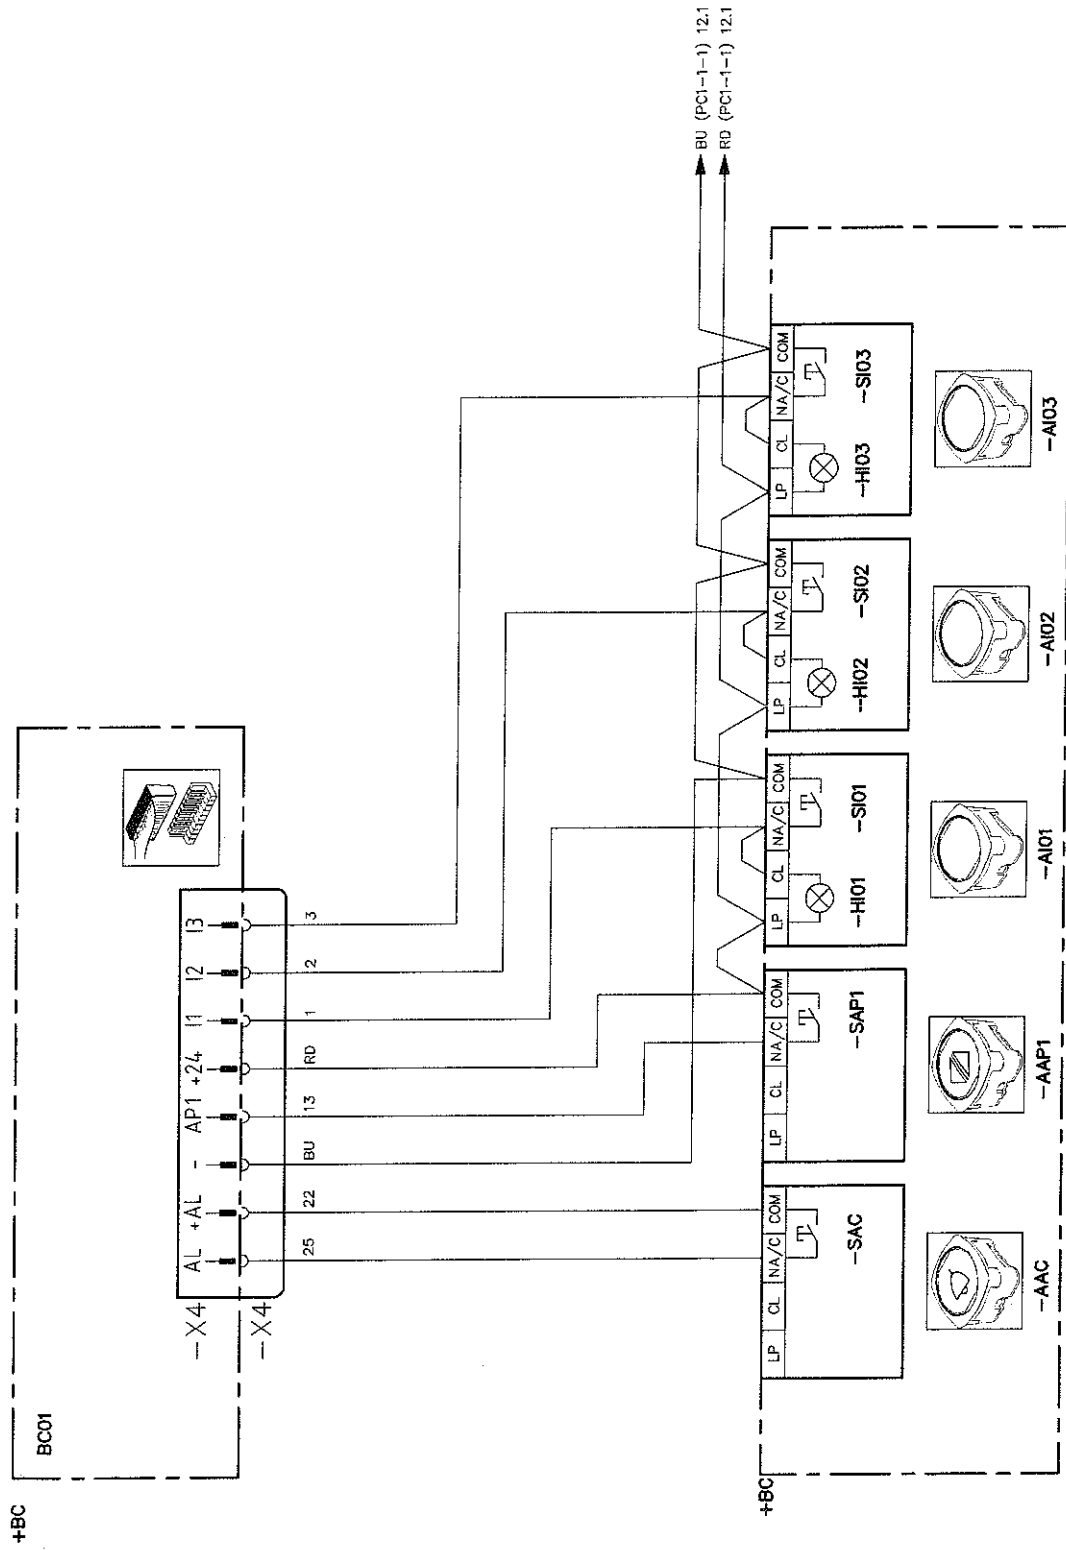 +BC
BC01
-X4
-X4
AL +AL - AP1 +24 I1 I2 I3
25 22 BU 13 RD 1 2 3
BU (PC1-1-1) 12.1
RD (PC1-1-1) 12.1
+BC
LP CL NA/C COM
-SAC
-AAC
LP CL NA/C COM
-SAP1
-AAP1
LP CL NA/C COM
-HI01 -SI01
-AI01
LP CL NA/C COM
-HI02 -SI02
-AI02
LP CL NA/C COM
-HI03 -SI03
-AI03